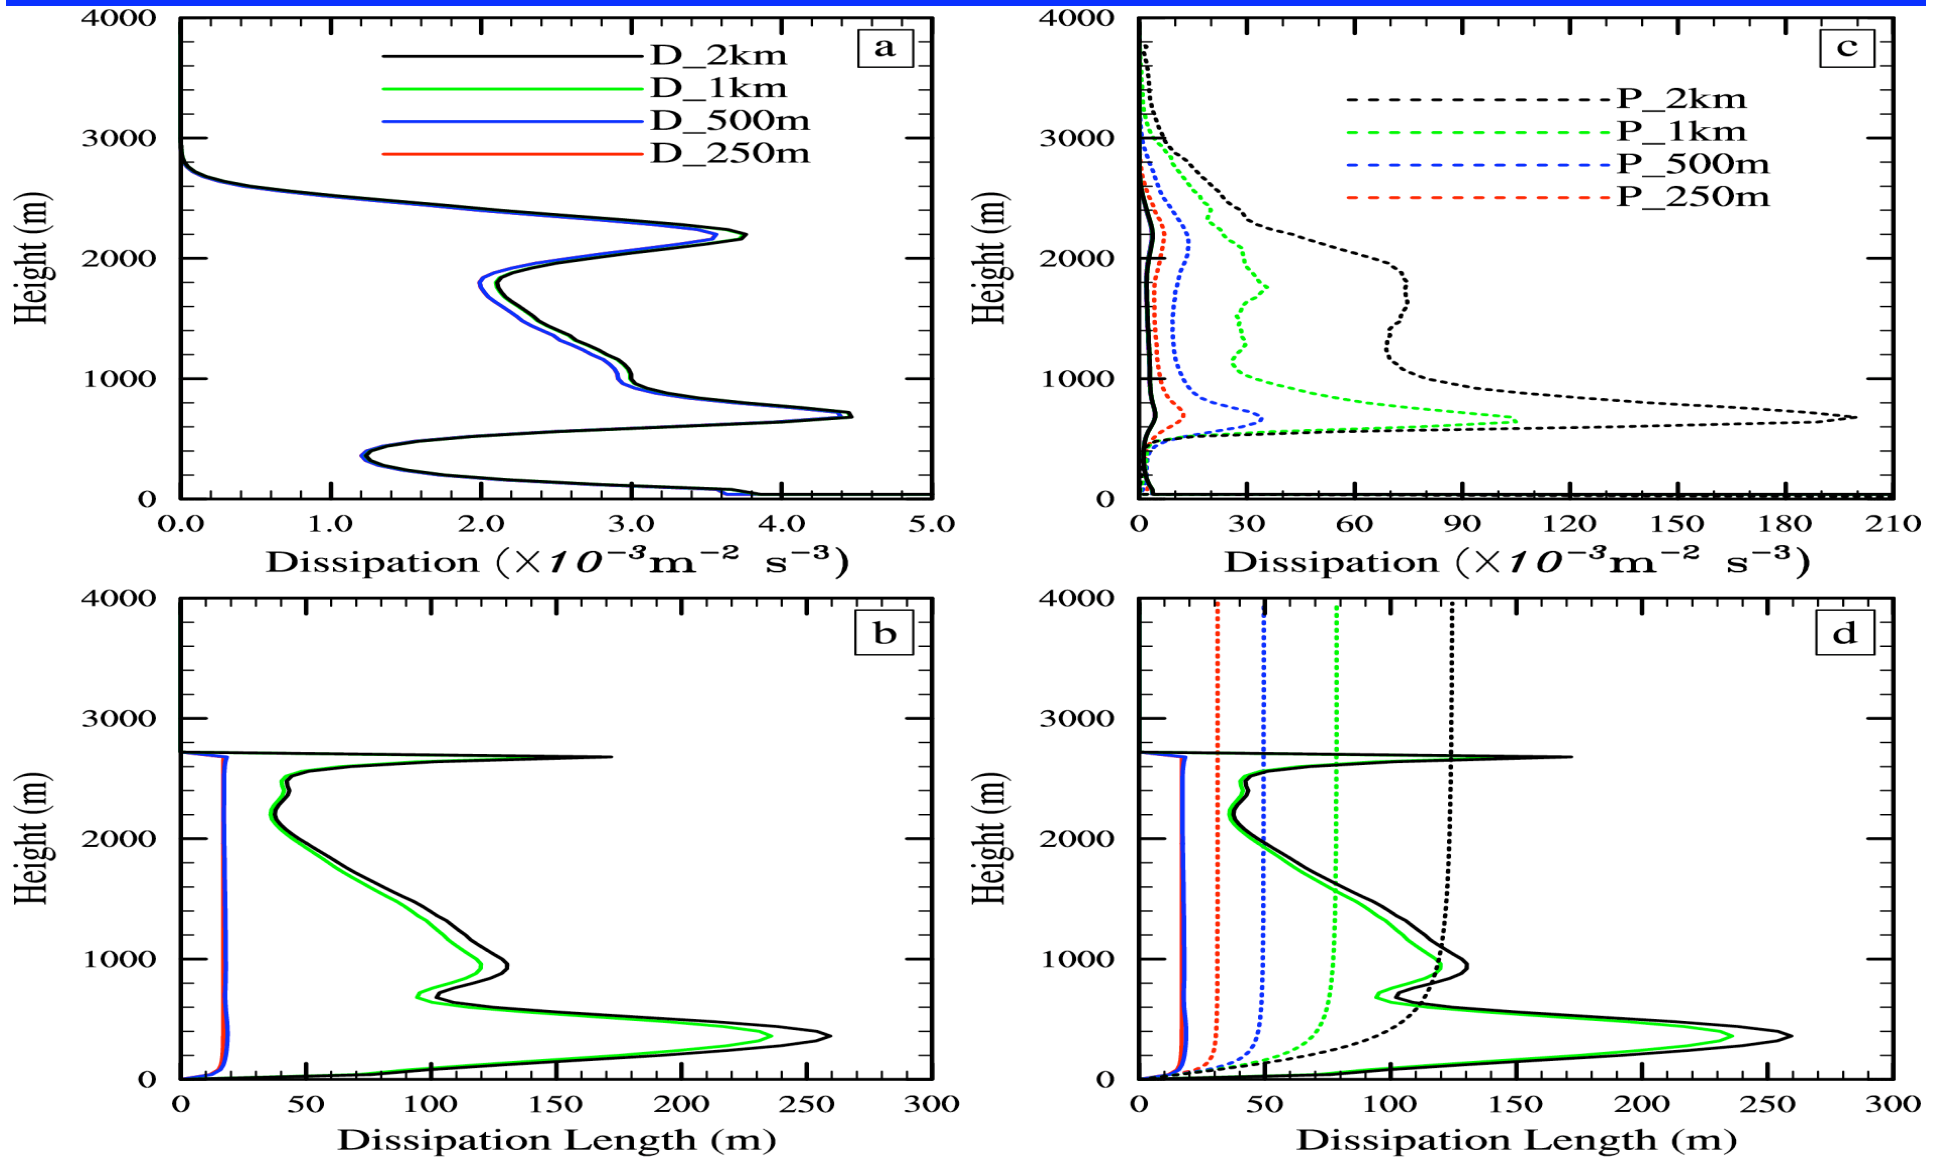 a
D_2km
D_1km
D_500m
D_250m
4000
3000
2000
1000
0
Height (m)
0.0 1.0 2.0 3.0 4.0 5.0
Dissipation (×10⁻³m⁻² s⁻³)
c
P_2km
P_1km
P_500m
P_250m
4000
3000
2000
1000
0
Height (m)
0 30 60 90 120 150 180 210
Dissipation (×10⁻³m⁻² s⁻³)
b
4000
3000
2000
1000
0
Height (m)
0 50 100 150 200 250 300
Dissipation Length (m)
d
4000
3000
2000
1000
0
Height (m)
0 50 100 150 200 250 300
Dissipation Length (m)